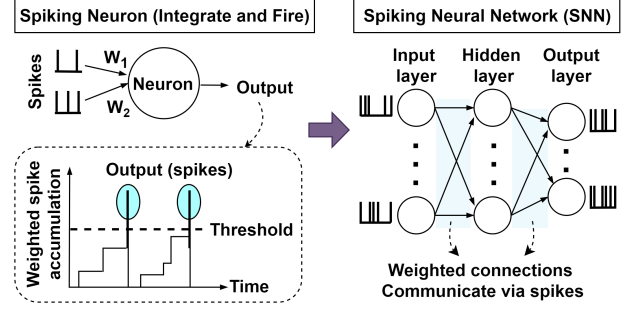 Spiking Neuron (Integrate and Fire)
Spikes
W1
W2
Neuron
Output
Weighted spike
accumulation
Output (spikes)
Threshold
Time
Spiking Neural Network (SNN)
Input
layer
Hidden
layer
Output
layer
Weighted connections
Communicate via spikes